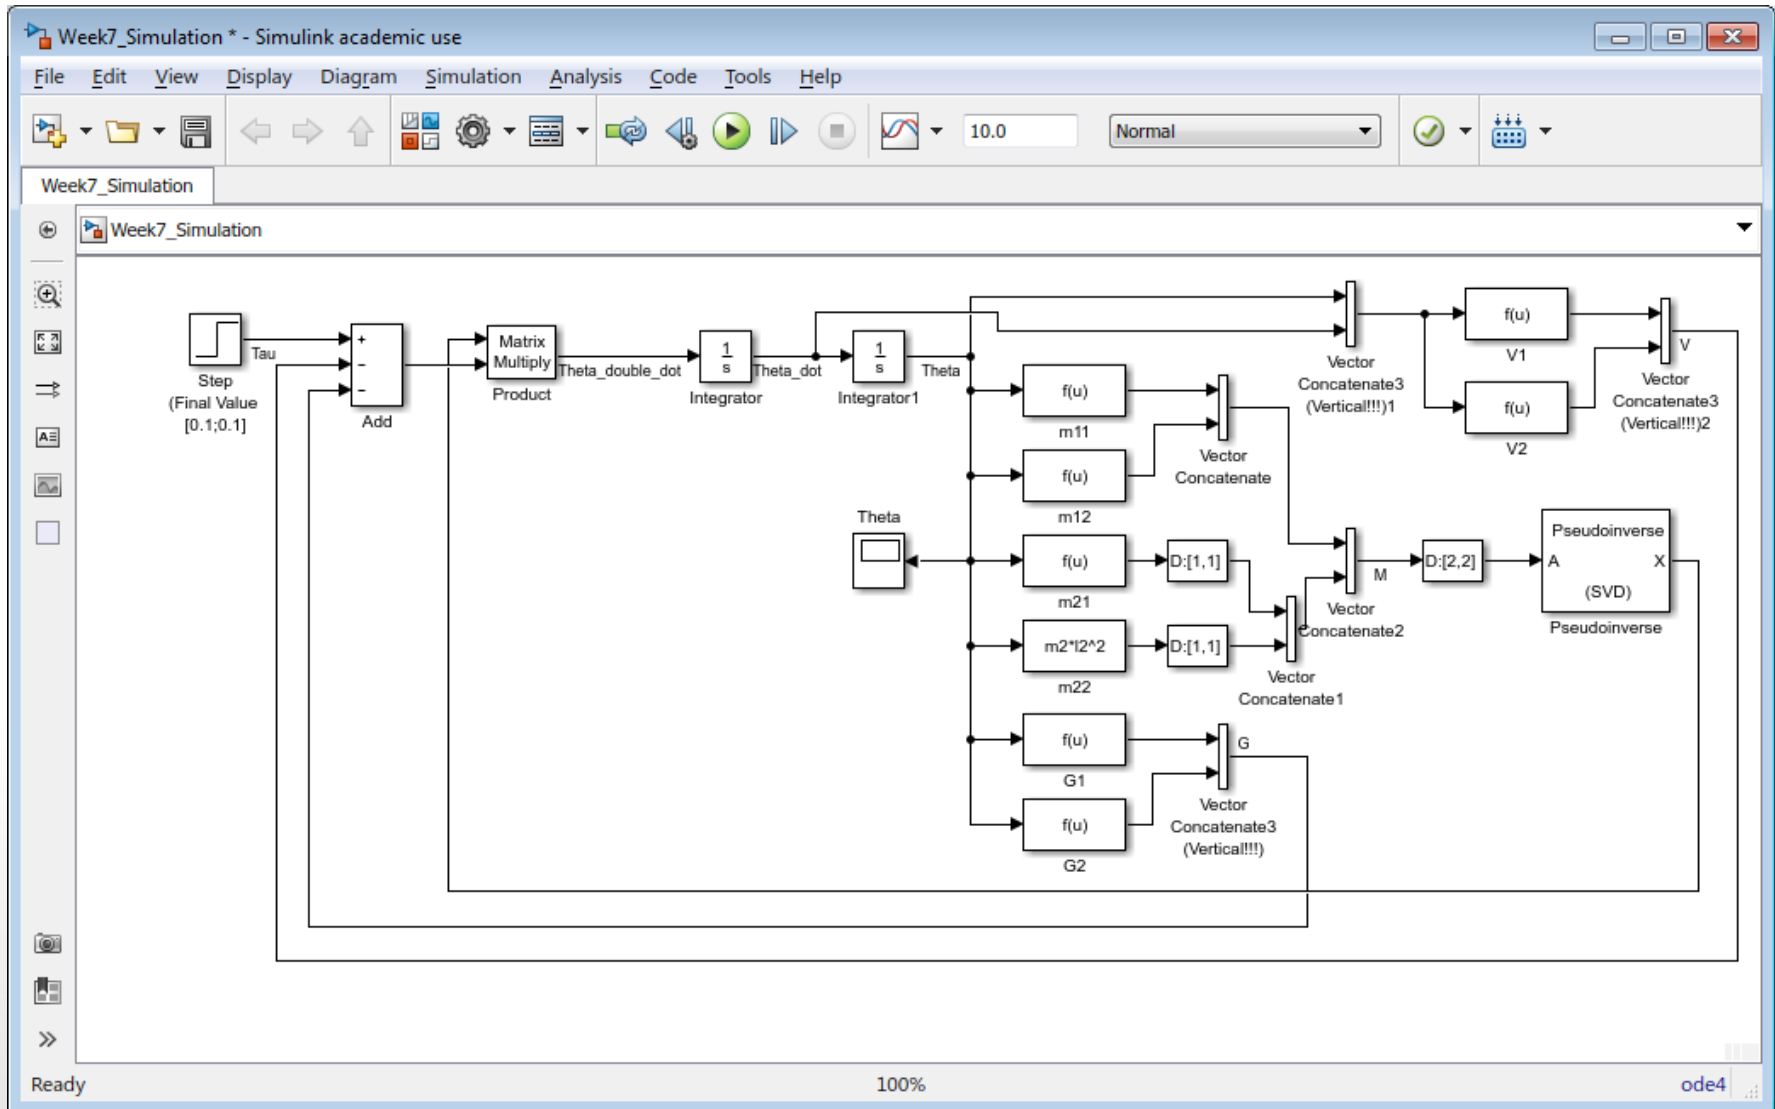 Week7_Simulation * - Simulink academic use
File Edit View Display Diagram Simulation Analysis Code Tools Help
10.0
Normal
Week7_Simulation
Week7_Simulation
Step
(Final Value
[0.1;0.1]
Tau
+
−
−
Add
Matrix
Multiply
Product
Theta_double_dot
1
s
Integrator
Theta_dot
1
s
Integrator1
Theta
Theta
f(u)
m11
f(u)
m12
f(u)
m21
m2*l2^2
m22
f(u)
G1
f(u)
G2
Vector
Concatenate
D:[1,1]
D:[1,1]
Vector
Concatenate1
Vector
Concatenate2
M
D:[2,2]
Pseudoinverse
A X
(SVD)
Pseudoinverse
G
Vector
Concatenate3
(Vertical!!!)
Vector
Concatenate3
(Vertical!!!)1
f(u)
V1
f(u)
V2
V
Vector
Concatenate3
(Vertical!!!)2
Ready 100% ode4